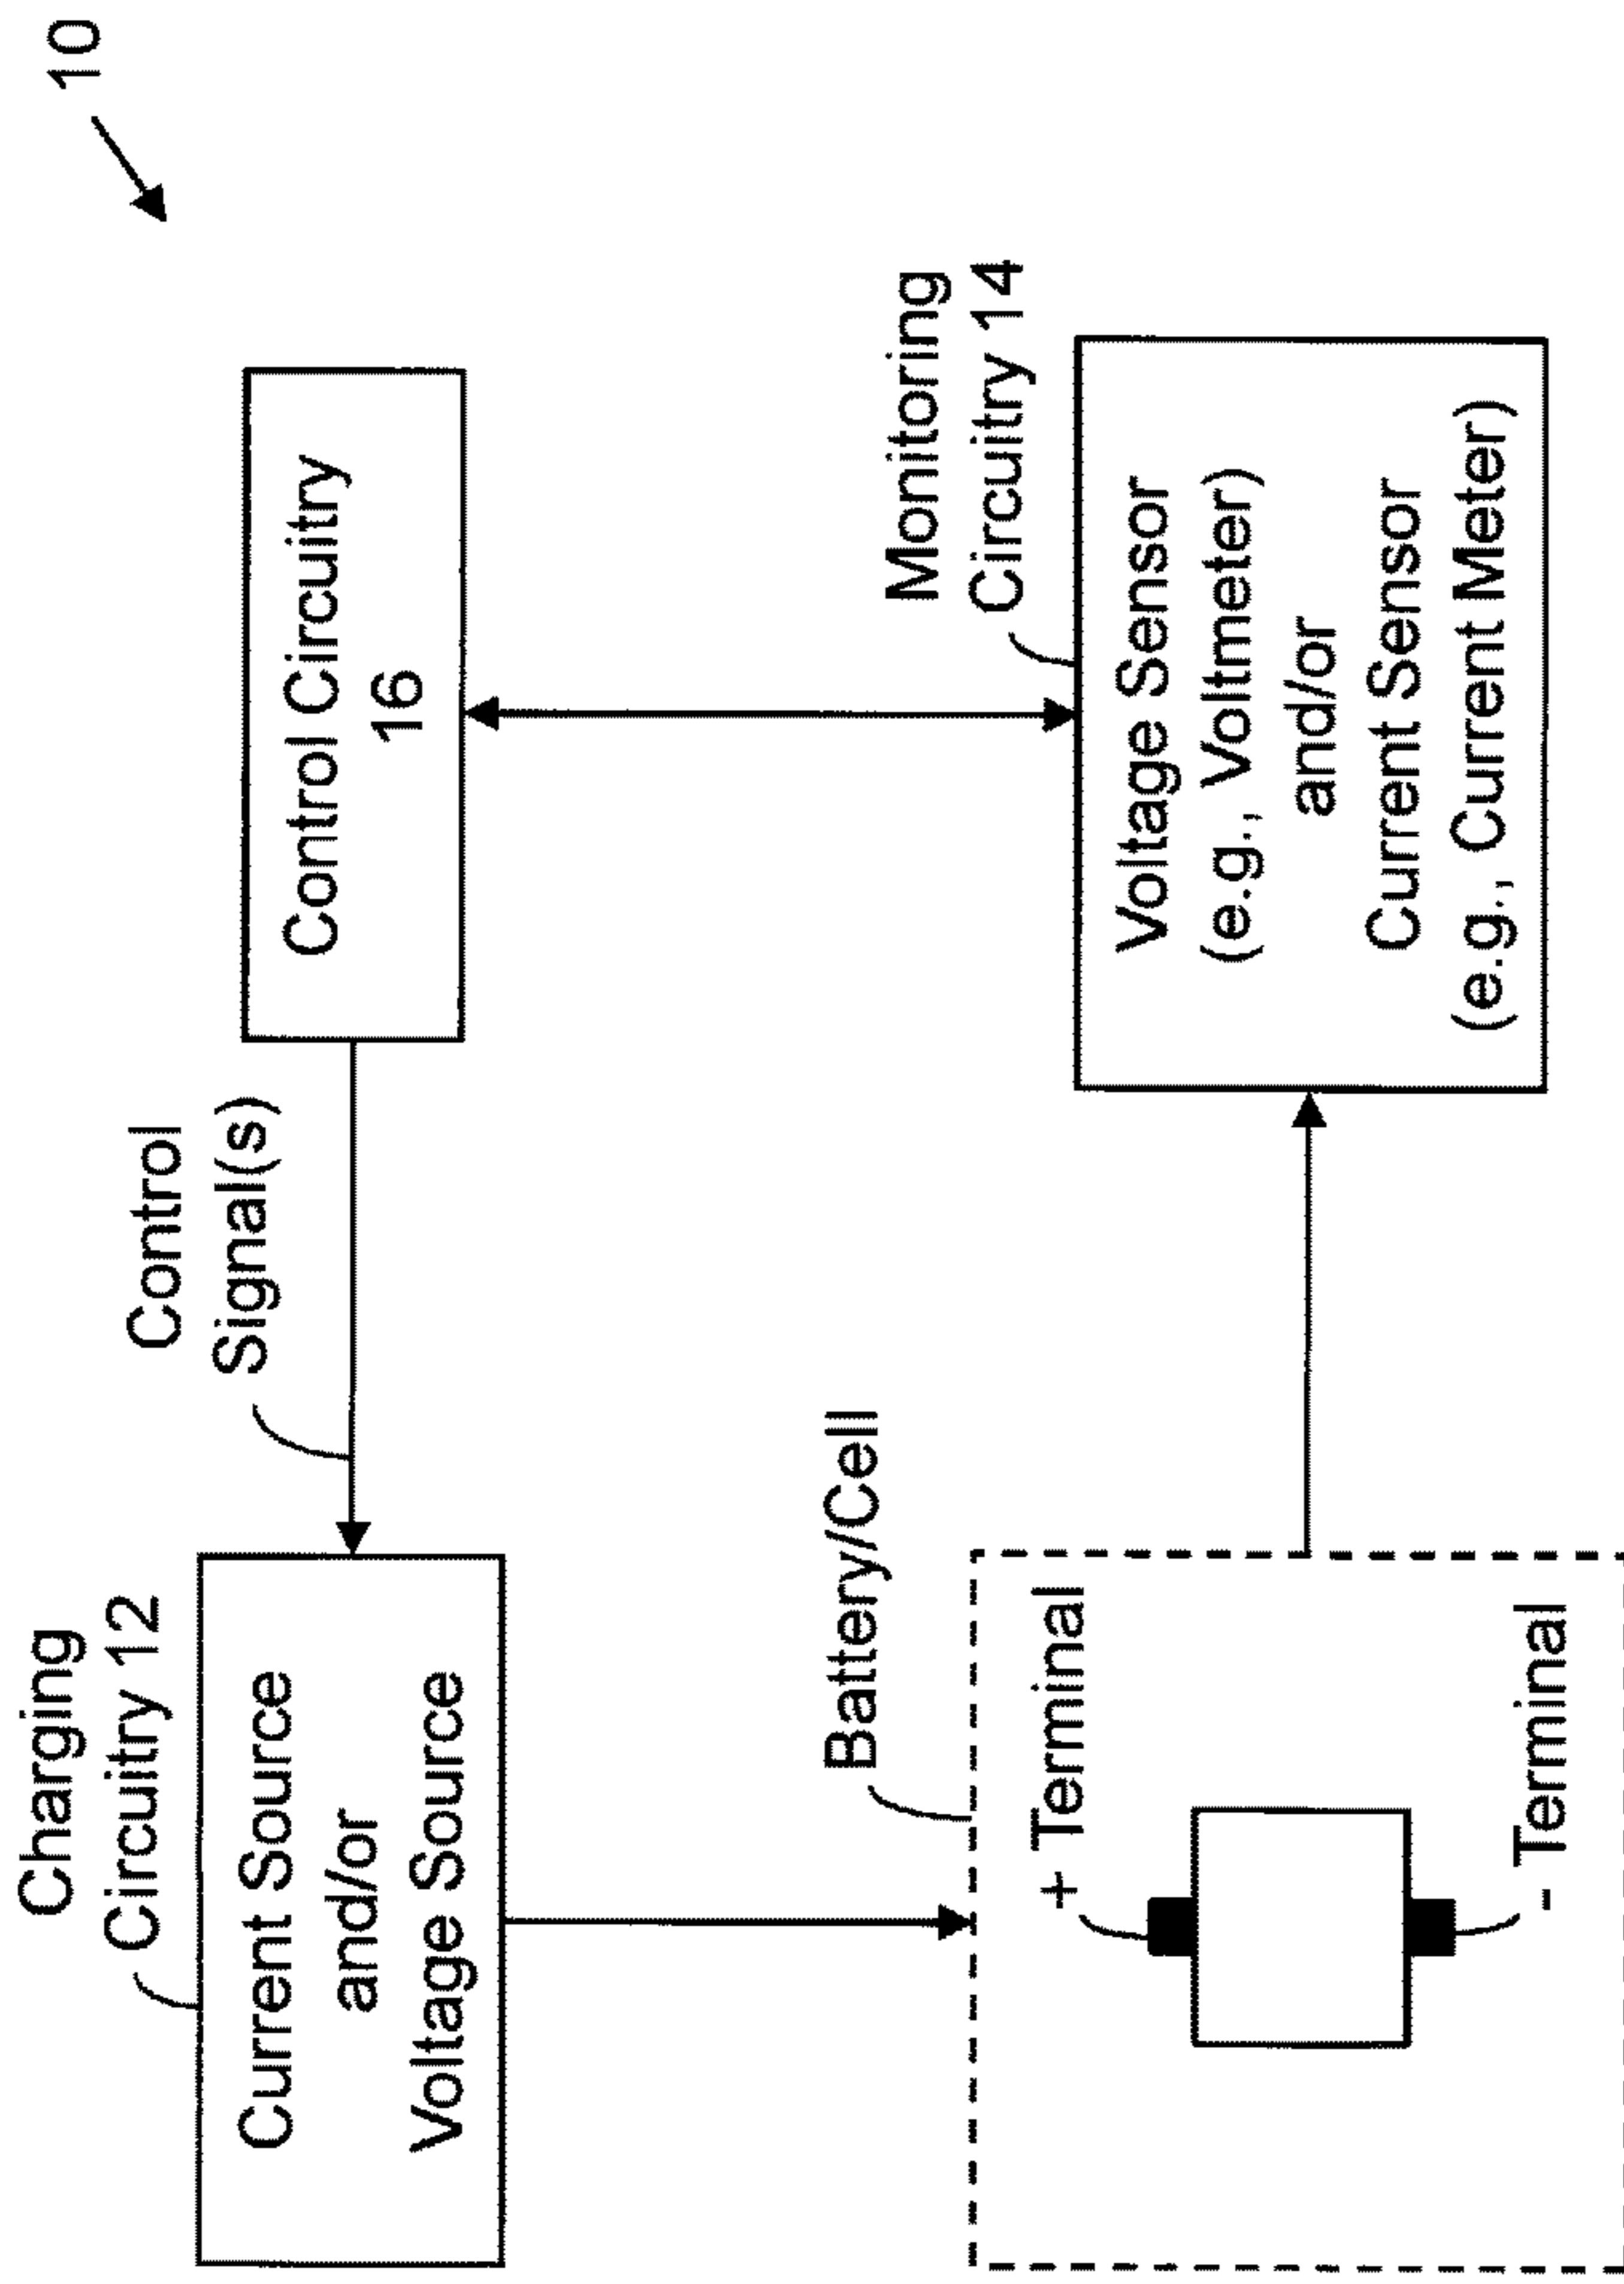 10
Charging
Circuitry 12
Current Source
and/or
Voltage Source
Control
Signal(s)
Control Circuitry
16
Battery/Cell
+ Terminal
- Terminal
Monitoring
Circuitry 14
Voltage Sensor
(e.g., Voltmeter)
and/or
Current Sensor
(e.g., Current Meter)